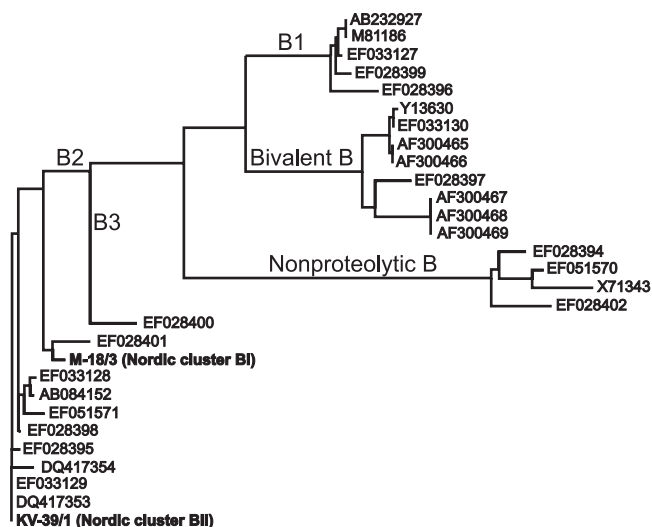 AB232927
B1
M81186
EF033127
EF028399
EF028396
Y13630
EF033130
AF300465
B2
Bivalent B
AF300466
EF028397
AF300467
B3
AF300468
AF300469
EF028394
Nonproteolytic B
EF051570
X71343
EF028402
EF028400
EF028401
M-18/3 (Nordic cluster BI)
EF033128
AB084152
EF051571
EF028398
EF028395
DQ417354
EF033129
DQ417353
KV-39/1 (Nordic cluster BII)